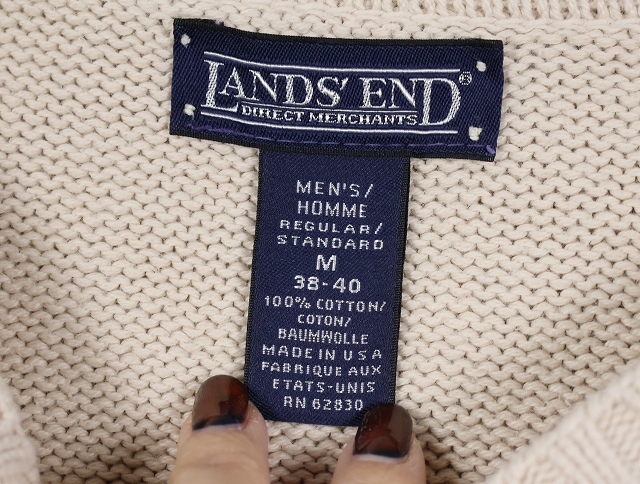 LANDS' END®
DIRECT MERCHANTS
MEN'S/
HOMME
REGULAR/
STANDARD
M
38-40
100% COTTON/
COTON/
BAUMWOLLE
MADE IN USA
FABRIQUE AUX
ETATS-UNIS
RN 62830